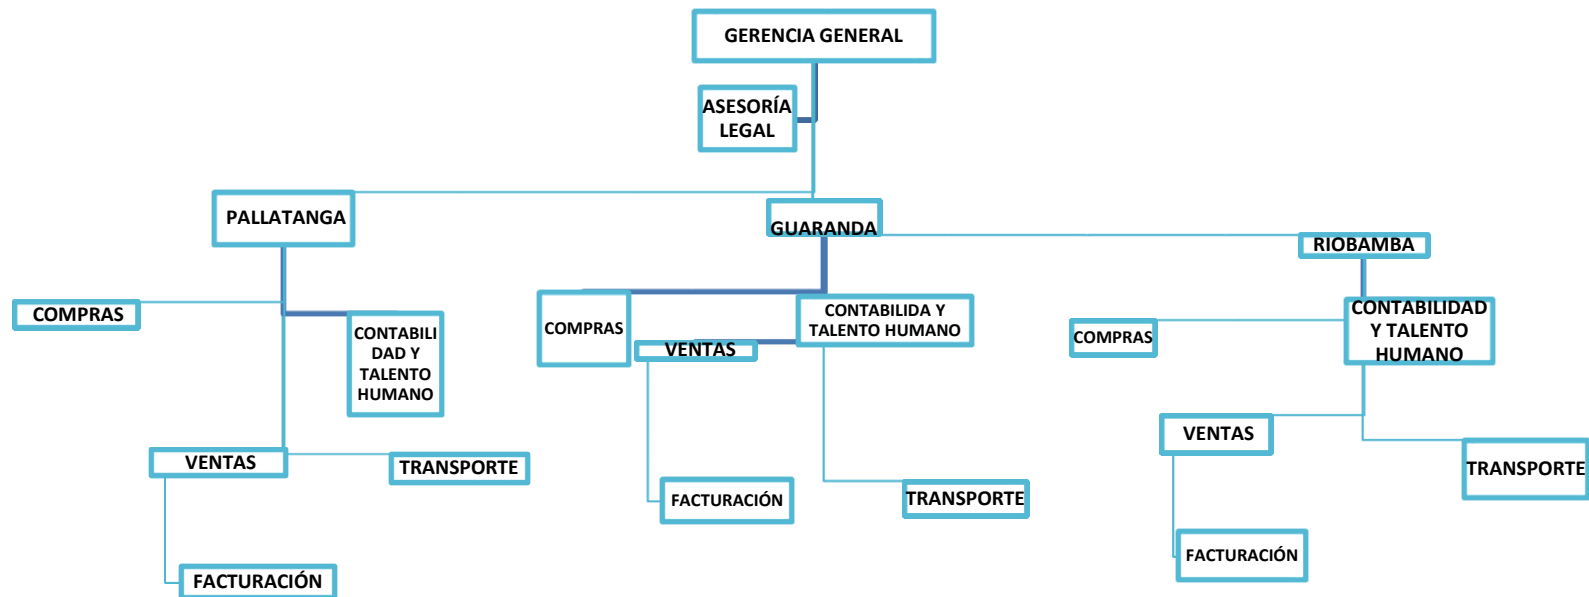 GERENCIA GENERAL
ASESORÍA
LEGAL
PALLATANGA
GUARANDA
RIOBAMBA
COMPRAS
CONTABILI
DAD Y
TALENTO
HUMANO
COMPRAS
CONTABILIDA Y
TALENTO HUMANO
VENTAS
COMPRAS
CONTABILIDAD
Y TALENTO
HUMANO
VENTAS
TRANSPORTE
FACTURACIÓN
FACTURACIÓN
TRANSPORTE
VENTAS
TRANSPORTE
FACTURACIÓN